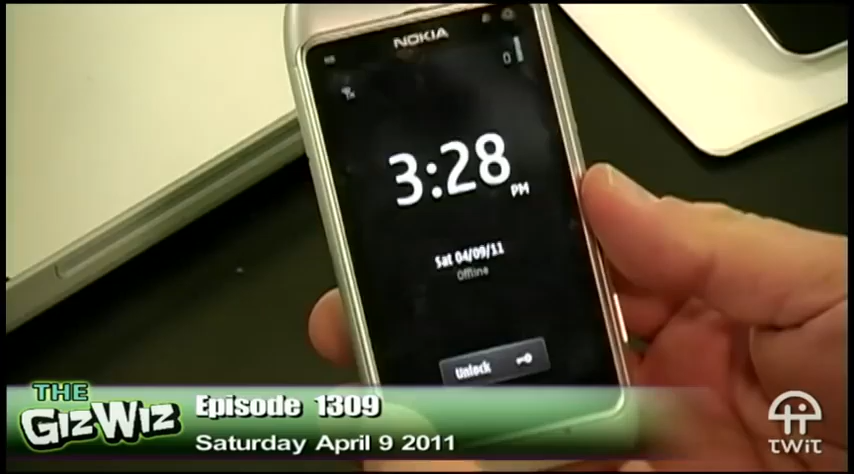 NOKIA
3:28 PM
Sat 04/09/11
Offline
Unlock
THE
GIZWIZ
Episode 1309
Saturday April 9 2011
TWiT